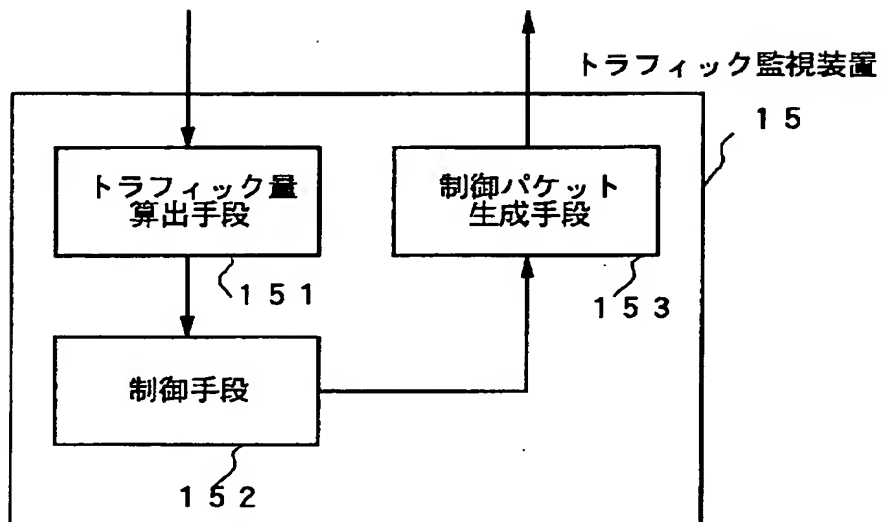 トラフィック監視装置
15
トラフィック量
算出手段
151
制御パケット
生成手段
153
制御手段
152